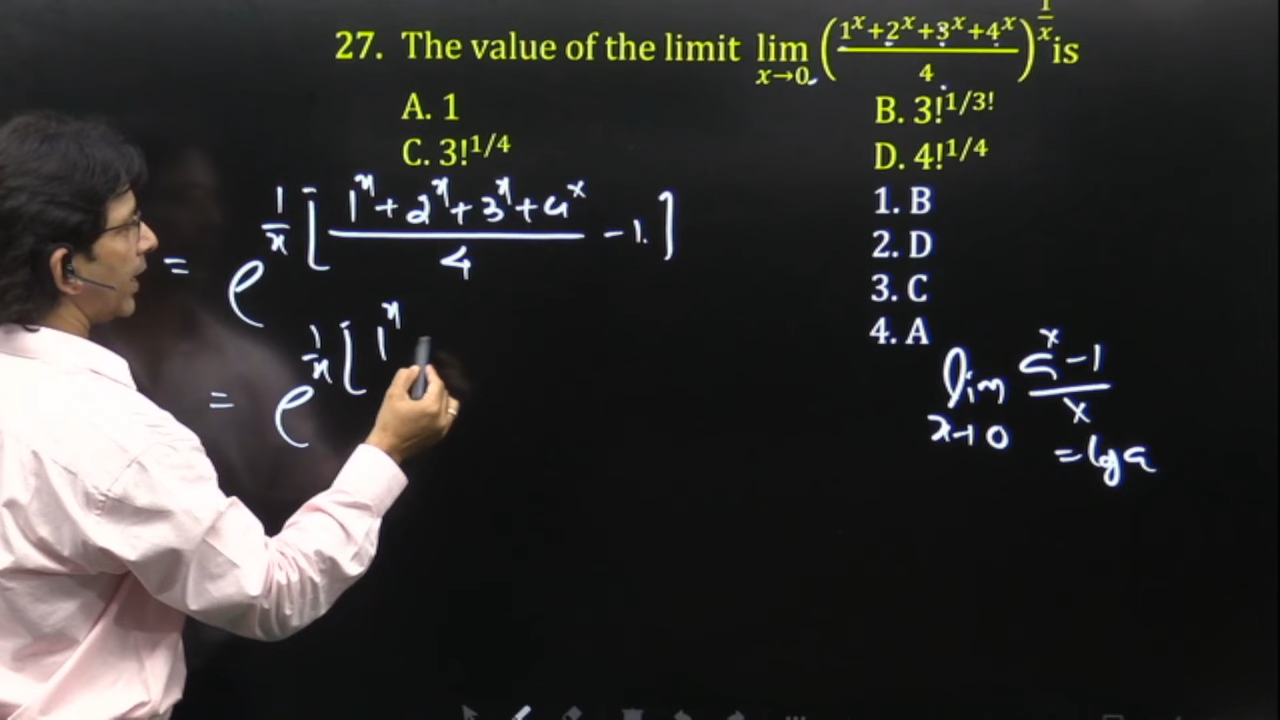 27. The value of the limit lim x→0 ((1^x+2^x+3^x+4^x)/4)^(1/x) is
A. 1
B. 3!^(1/3!)
C. 3!^(1/4)
D. 4!^(1/4)
1. B
2. D
3. C
4. A
= e^(1/x [(1^x + 2^x + 3^x + 4^x)/4 - 1.])
= e^(1/x [1^x
lim x→0 (a^x - 1)/x
= log a